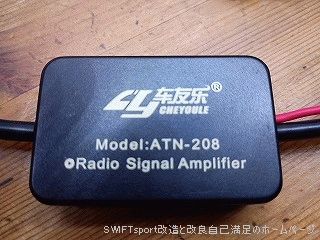 车友乐®
CHEYOULE
Model:ATN-208
Radio Signal Amplifier
SWIFTsport改造と改良自己満足のホームページ